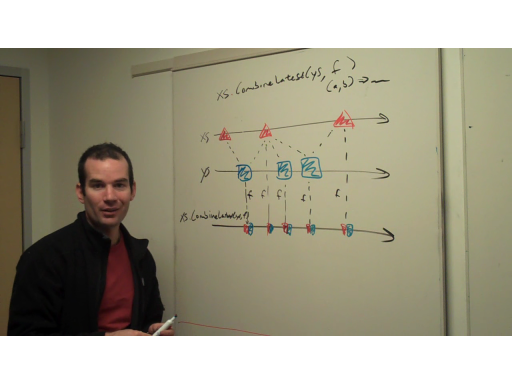 xs.CombineLatest(ys, f)
(a,b) => —
xs
ys
f f f f f
xs.CombineLatest(ys, f)